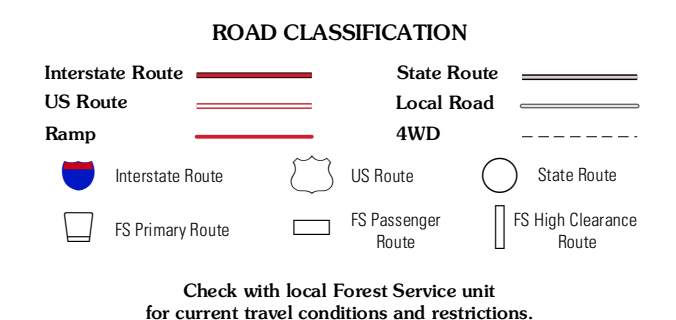 ROAD CLASSIFICATION
Interstate Route
State Route
US Route
Local Road
Ramp
4WD
Interstate Route
US Route
State Route
FS Primary Route
FS Passenger
Route
FS High Clearance
Route
Check with local Forest Service unit
for current travel conditions and restrictions.